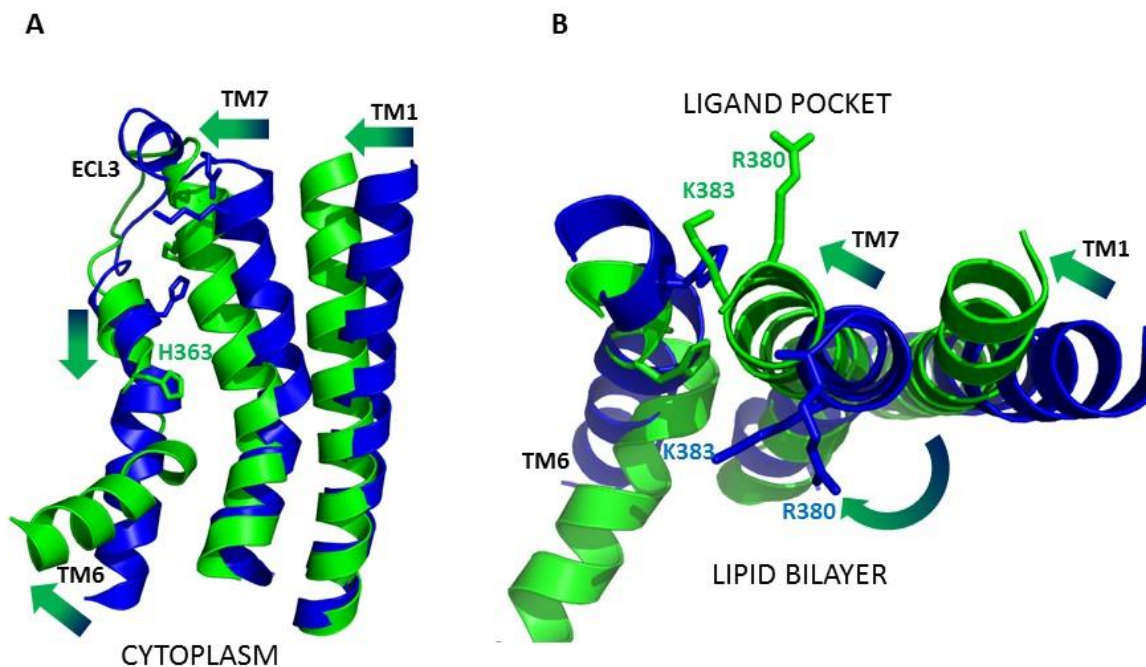 A
TM7
TM1
ECL3
H363
TM6
CYTOPLASM
B
LIGAND POCKET
R380
K383
TM7
TM1
TM6
K383
R380
LIPID BILAYER